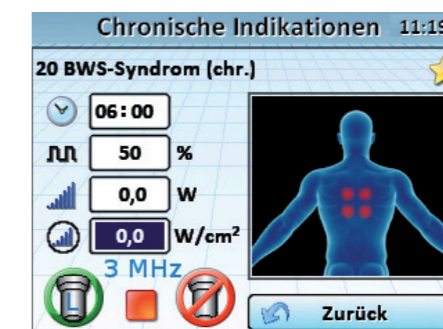 Chronische Indikationen 11:19
20 BWS-Syndrom (chr.)
06:00
50 %
0,0 W
0,0 W/cm²
3 MHz
L
Zurück